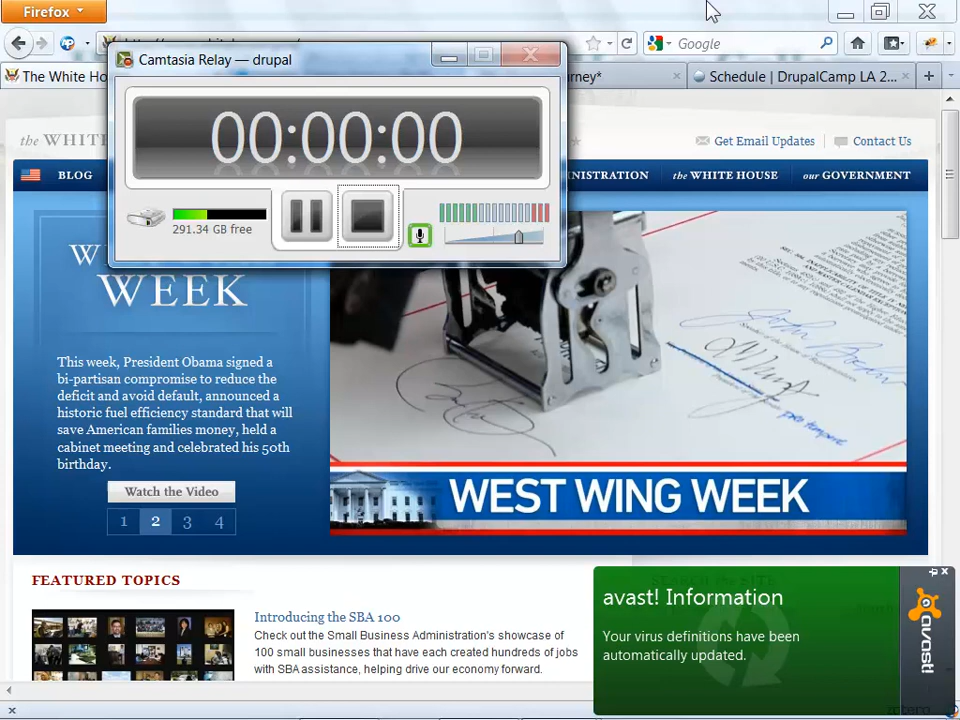 Firefox
Google
Camtasia Relay — drupal
The White Ho
rney*
Schedule | DrupalCamp LA 2...
00:00:00
291.34 GB free
the WHITE
Get Email Updates
Contact Us
BLOG
the WHITE HOUSE
our GOVERNMENT
WEEK
This week, President Obama signed a
bi-partisan compromise to reduce the
deficit and avoid default, announced a
historic fuel efficiency standard that will
save American families money, held a
cabinet meeting and celebrated his 50th
birthday.
Watch the Video
1 2 3 4
WEST WING WEEK
FEATURED TOPICS
Introducing the SBA 100
Check out the Small Business Administration's showcase of
100 small businesses that have each created hundreds of jobs
with SBA assistance, helping drive our economy forward.
avast! Information
Your virus definitions have been
automatically updated.
avast!